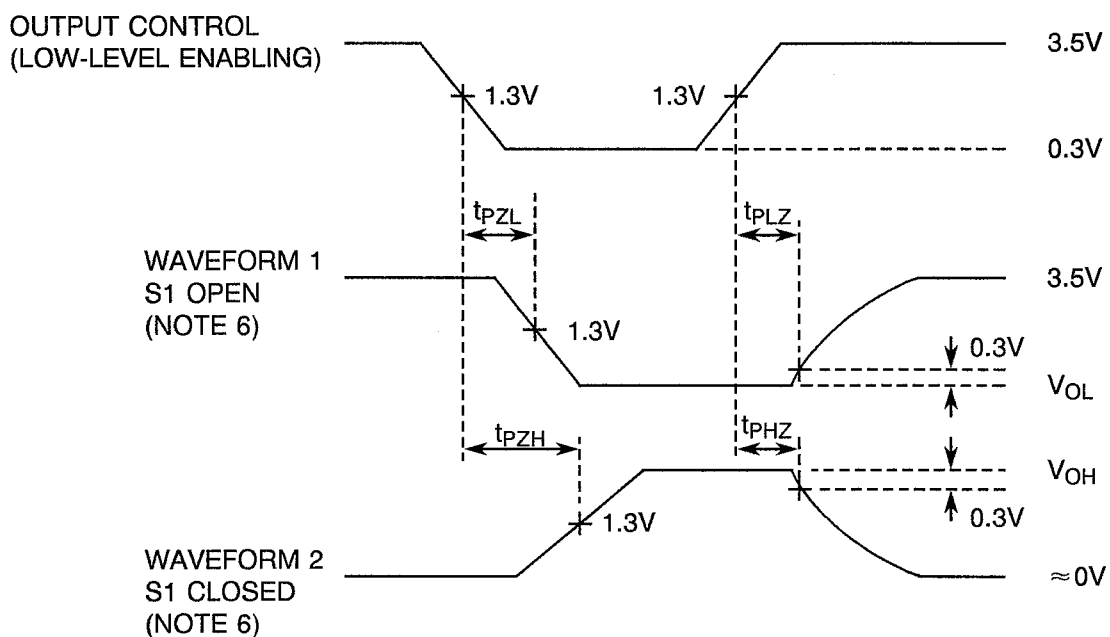 OUTPUT CONTROL
(LOW-LEVEL ENABLING)
3.5V
1.3V
1.3V
0.3V
tPZL
tPLZ
WAVEFORM 1
S1 OPEN
(NOTE 6)
3.5V
1.3V
0.3V
VOL
tPZH
tPHZ
VOH
1.3V
0.3V
WAVEFORM 2
S1 CLOSED
(NOTE 6)
≈0V